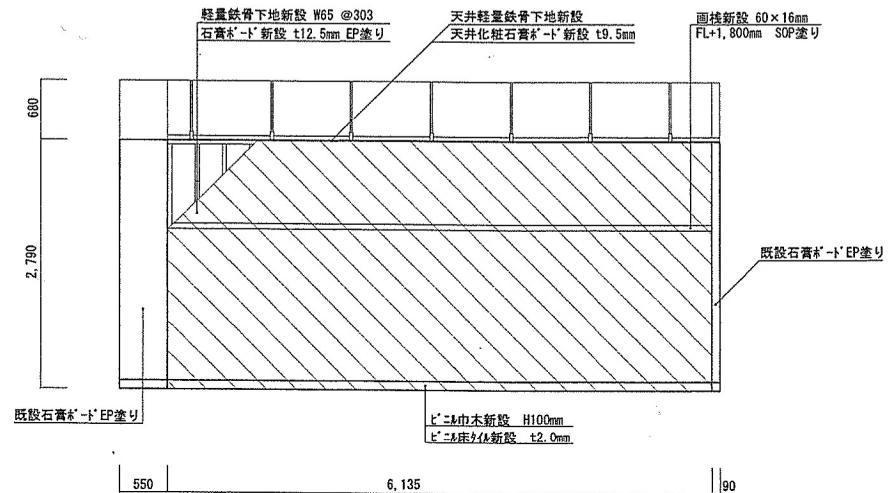 軽量鉄骨下地新設 W65 @303
石膏ﾎﾞｰﾄﾞ新設 t12.5mm EP塗り
天井軽量鉄骨下地新設
天井化粧石膏ﾎﾞｰﾄﾞ新設 t9.5mm
画桟新設 60×16mm
FL+1,800mm SOP塗り
680
2,790
既設石膏ﾎﾞｰﾄﾞEP塗り
既設石膏ﾎﾞｰﾄﾞEP塗り
ﾋﾞﾆﾙ巾木新設 H100mm
ﾋﾞﾆﾙ床ﾀｲﾙ新設 t2.0mm
550
6,135
90